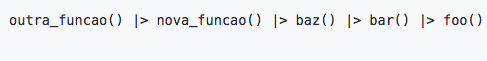 outra_funcao() |> nova_funcao() |> baz() |> bar() |> foo()